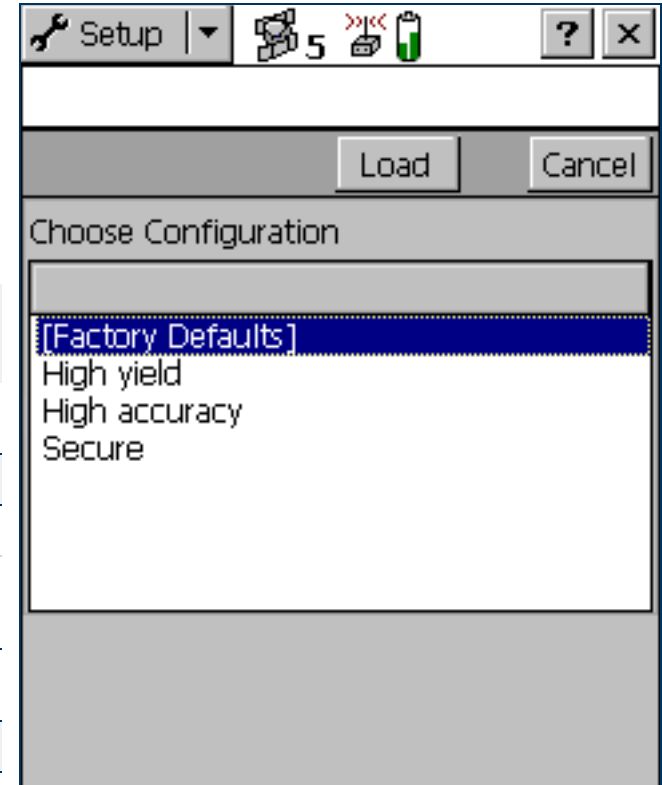 Setup 5 ? ×
Load Cancel
Choose Configuration
[Factory Defaults]
High yield
High accuracy
Secure